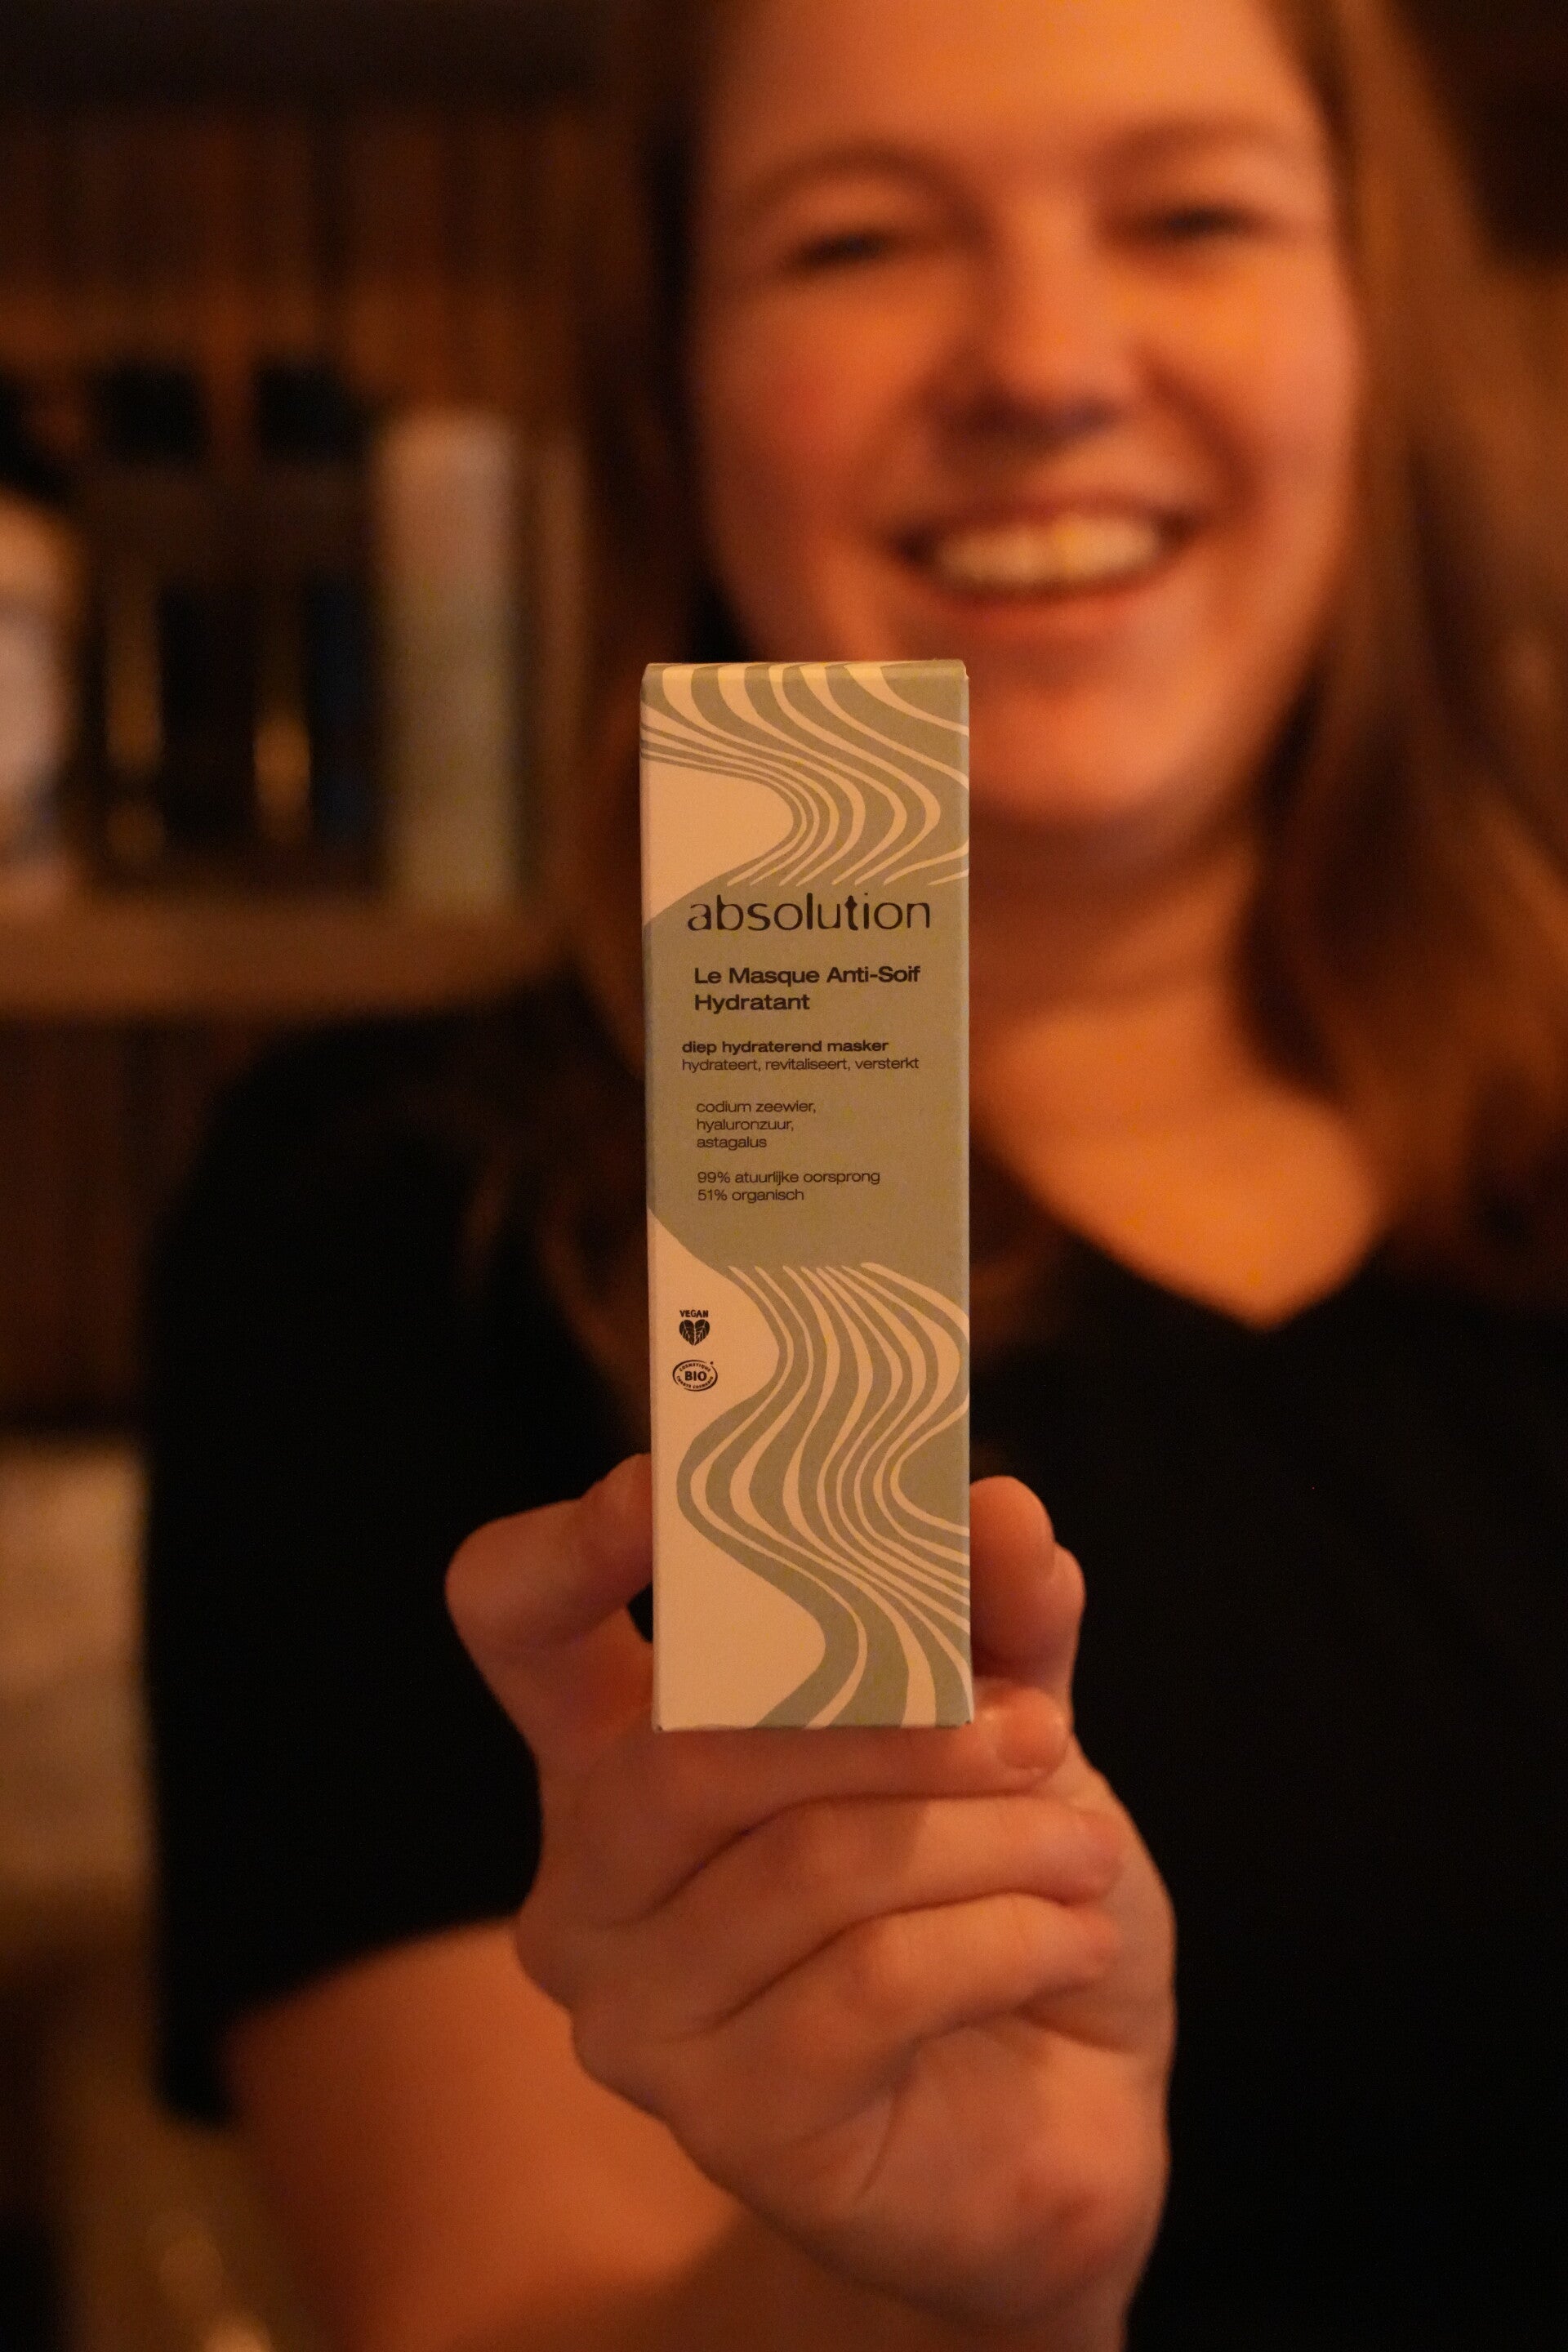 absolution
Le Masque Anti-Soif
Hydratant
diep hydraterend masker
hydrateert, revitaliseert, versterkt
codium zeewier,
hyaluronzuur,
astagalus
99% atuurlijke oorsprong
51% organisch
VEGAN
BIO